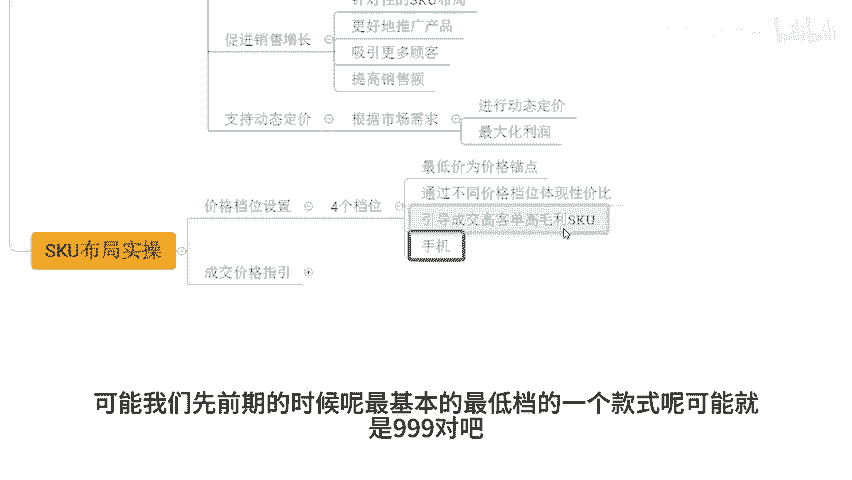 针对性的SKU布局
促进销售增长
更好地推广产品
吸引更多顾客
提高销售额
支持动态定价
根据市场需求
进行动态定价
最大化利润
SKU布局实操
价格档位设置
4个档位
最低价为价格锚点
通过不同价格档位体现性价比
引导成交高客单高毛利SKU
手机
成交价格指引
可能我们先前期的时候呢最基本的最低档的一个款式呢可能就
是999对吧